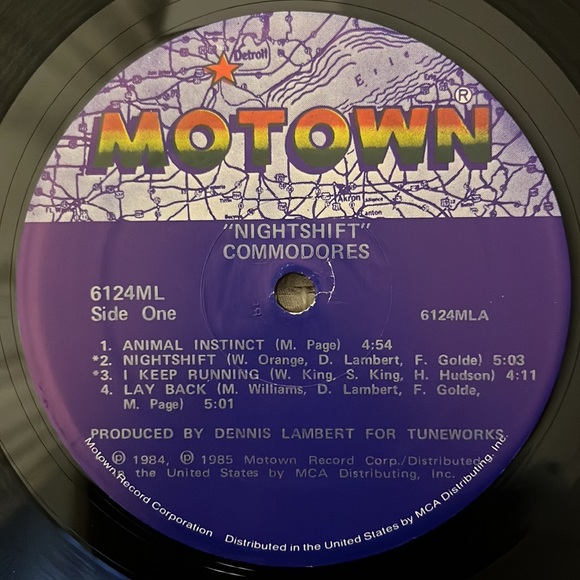 Detroit
Erie
MOTOWN®
Akron
Canton
"NIGHTSHIFT"
COMMODORES
6124ML
Side One
6124MLA
1. ANIMAL INSTINCT (M. Page) 4:54
*2. NIGHTSHIFT (W. Orange, D. Lambert, F. Golde) 5:03
*3. I KEEP RUNNING (W. King, S. King, H. Hudson) 4:11
4. LAY BACK (M. Williams, D. Lambert, F. Golde,
M. Page) 5:01
PRODUCED BY DENNIS LAMBERT FOR TUNEWORKS
℗ 1984, ℗ 1985 Motown Record Corp./Distributed
in the United States by MCA Distributing, Inc.
Motown Record Corporation Distributed in the United States by MCA Distributing, Inc.